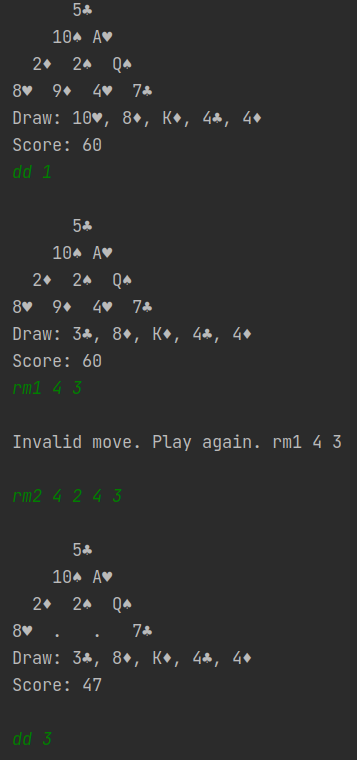 5♣
10♠ A♥
2♦ 2♠ Q♠
8♥ 9♦ 4♥ 7♣
Draw: 10♥, 8♦, K♦, 4♣, 4♦
Score: 60
dd 1
5♣
10♠ A♥
2♦ 2♠ Q♠
8♥ 9♦ 4♥ 7♣
Draw: 3♣, 8♦, K♦, 4♣, 4♦
Score: 60
rm1 4 3
Invalid move. Play again. rm1 4 3
rm2 4 2 4 3
5♣
10♠ A♥
2♦ 2♠ Q♠
8♥ . . 7♣
Draw: 3♣, 8♦, K♦, 4♣, 4♦
Score: 47
dd 3